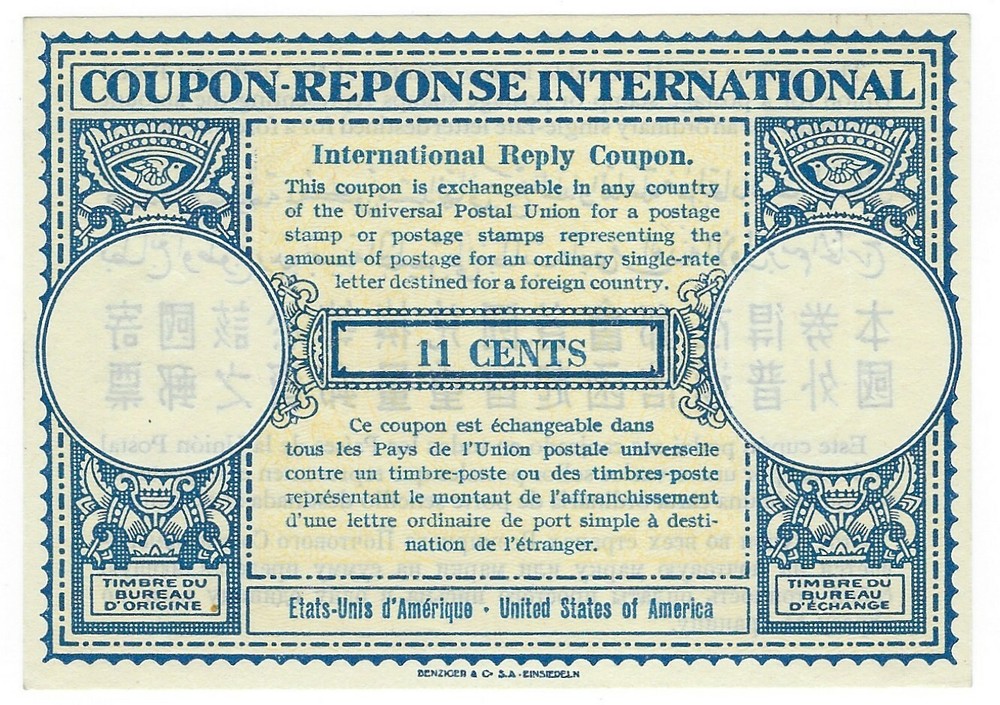 COUPON-REPONSE INTERNATIONAL
International Reply Coupon.
This coupon is exchangeable in any country
of the Universal Postal Union for a postage
stamp or postage stamps representing the
amount of postage for an ordinary single-rate
letter destined for a foreign country.
11 CENTS
Ce coupon est échangeable dans
tous les Pays de l'Union postale universelle
contre un timbre-poste ou des timbres-poste
représentant le montant de l'affranchissement
d'une lettre ordinaire de port simple à desti-
nation de l'étranger.
TIMBRE DU
BUREAU
D'ORIGINE
TIMBRE DU
BUREAU
D'ÉCHANGE
Etats-Unis d'Amérique · United States of America
BENZIGER & Co S.A.-EINSIEDELN